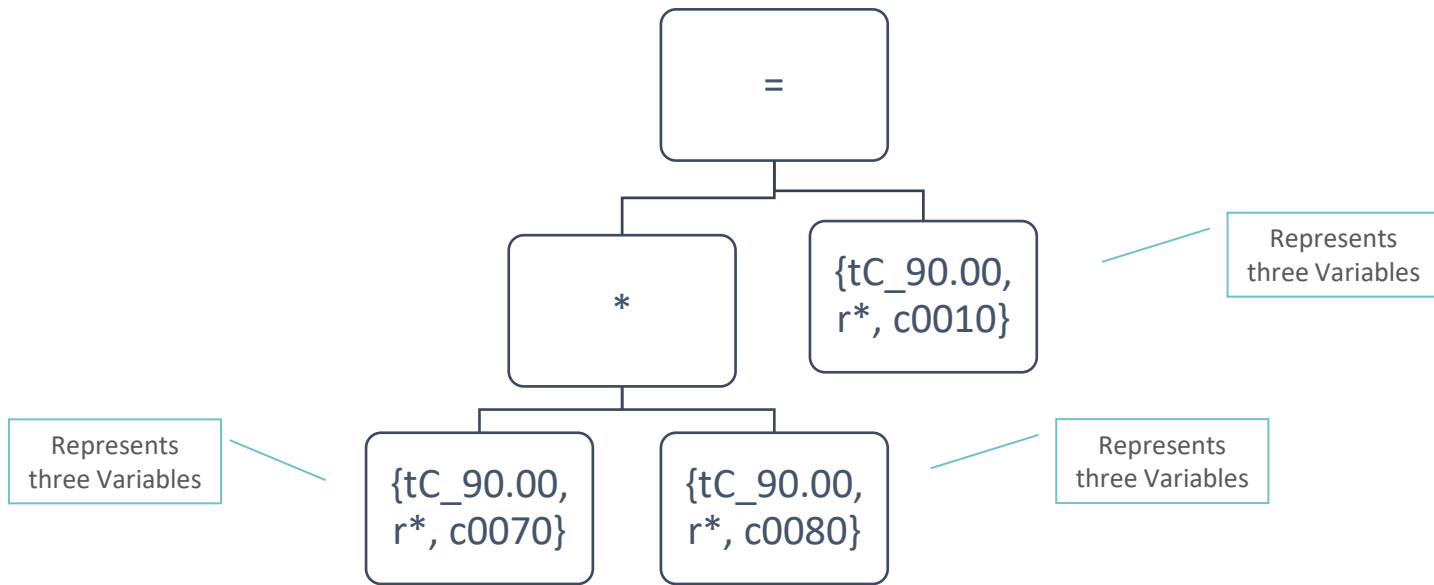 =
*
{tC_90.00,
r*, c0010}
Represents
three Variables
Represents
three Variables
{tC_90.00,
r*, c0070}
{tC_90.00,
r*, c0080}
Represents
three Variables